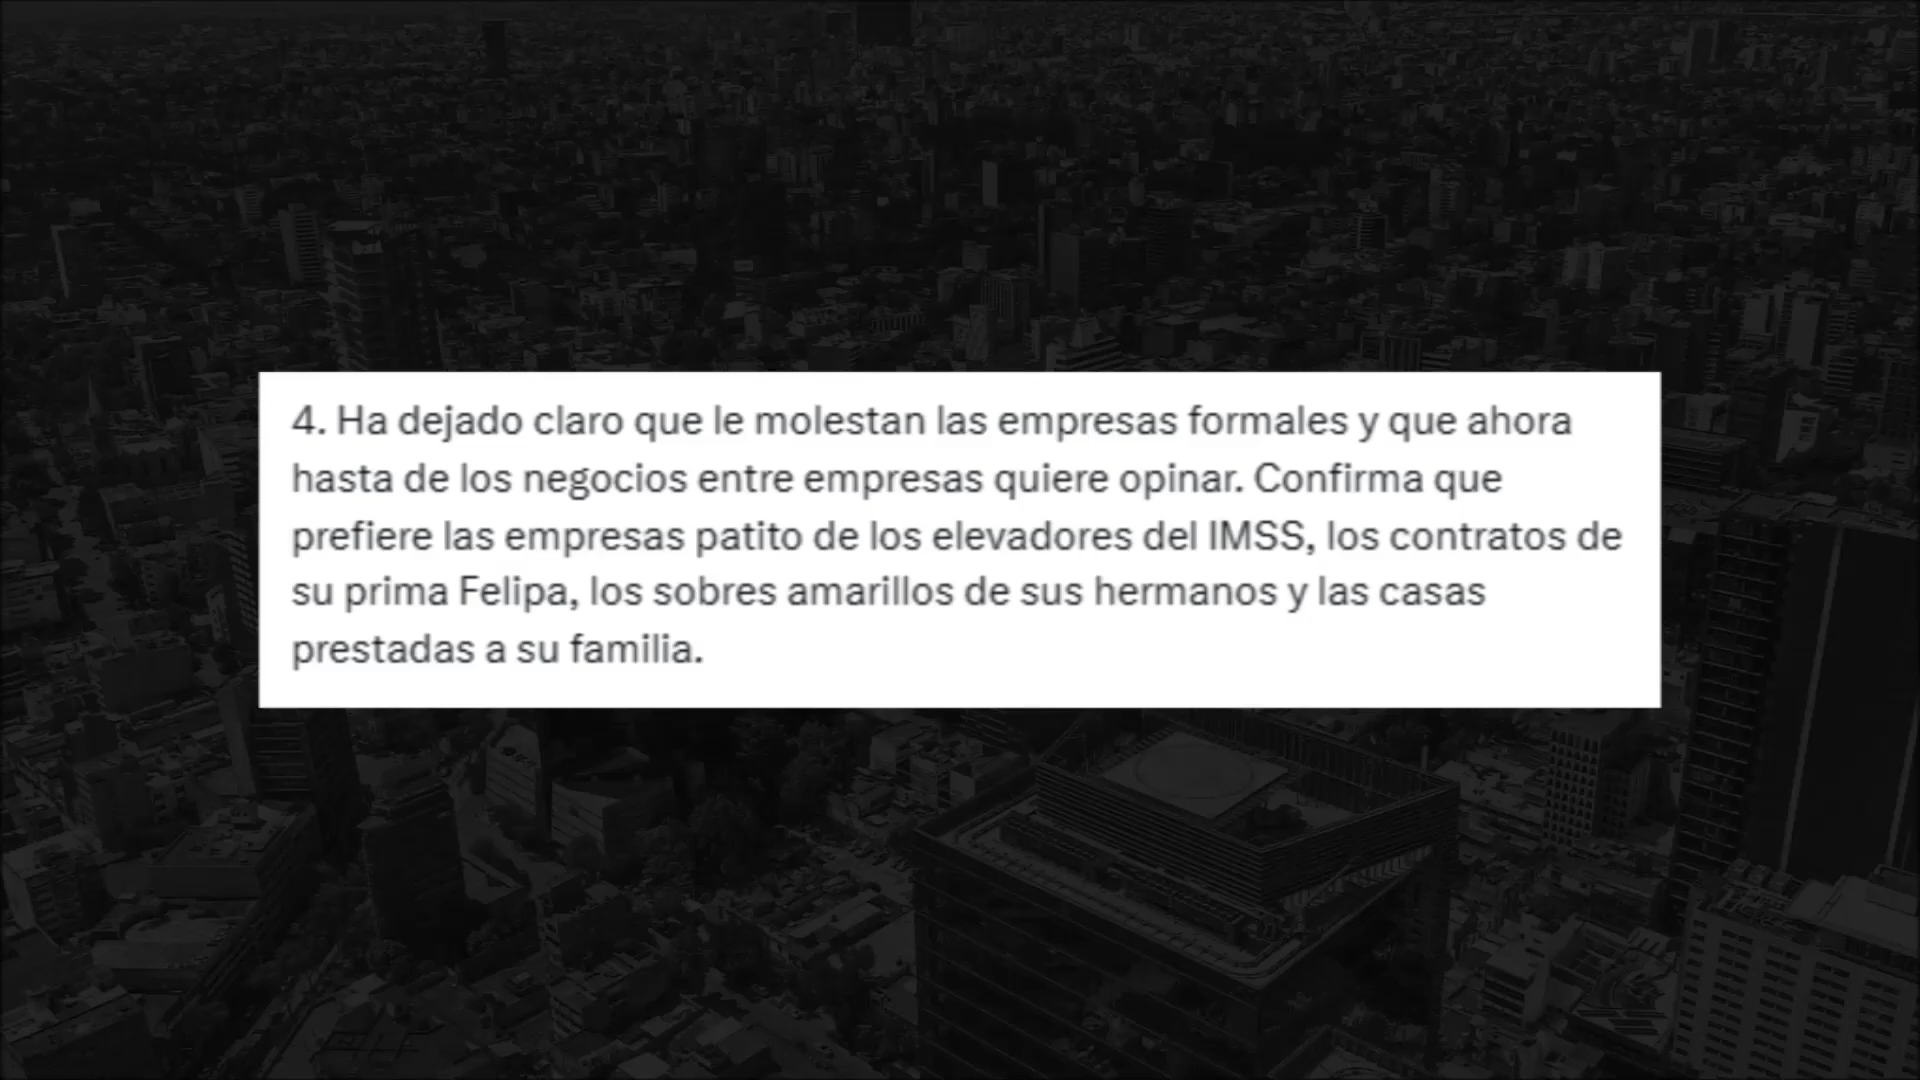 4. Ha dejado claro que le molestan las empresas formales y que ahora
hasta de los negocios entre empresas quiere opinar. Confirma que
prefiere las empresas patito de los elevadores del IMSS, los contratos de
su prima Felipa, los sobres amarillos de sus hermanos y las casas
prestadas a su familia.